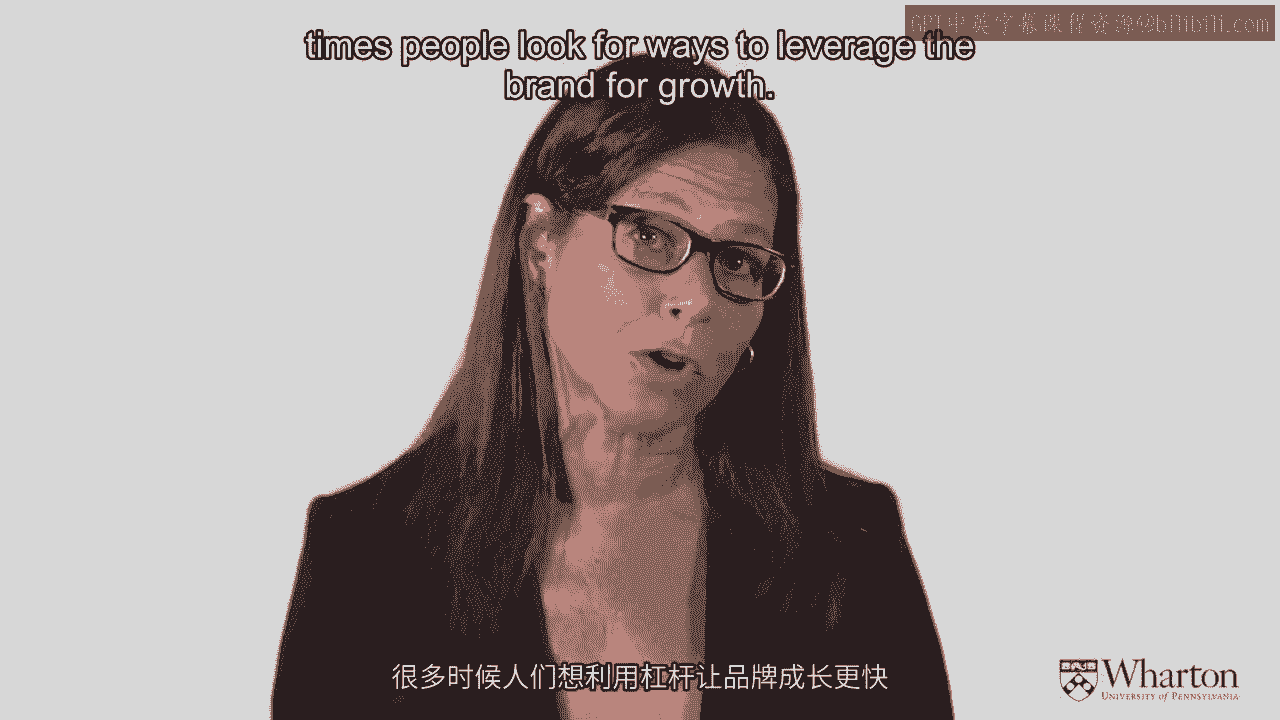 times people look for ways to leverage the
brand for growth.
很多时候人们想利用杠杆让品牌成长更快
Wharton
UNIVERSITY of PENNSYLVANIA